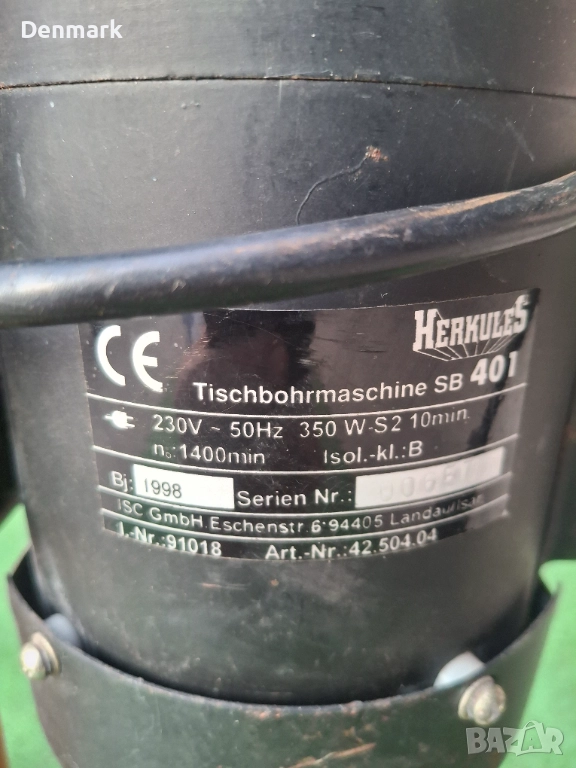 Denmark
CE
HERKULES
Tischbohrmaschine SB 401
230V ~ 50Hz 350 W-S2 10min
n₀:1400min Isol.-kl.:B
Bj: 1998 Serien Nr.:
ISC GmbH Eschenstr.6 94405 Landau/Isar
I.-Nr.:91018 Art.-Nr.:42.504.04
BAZAR